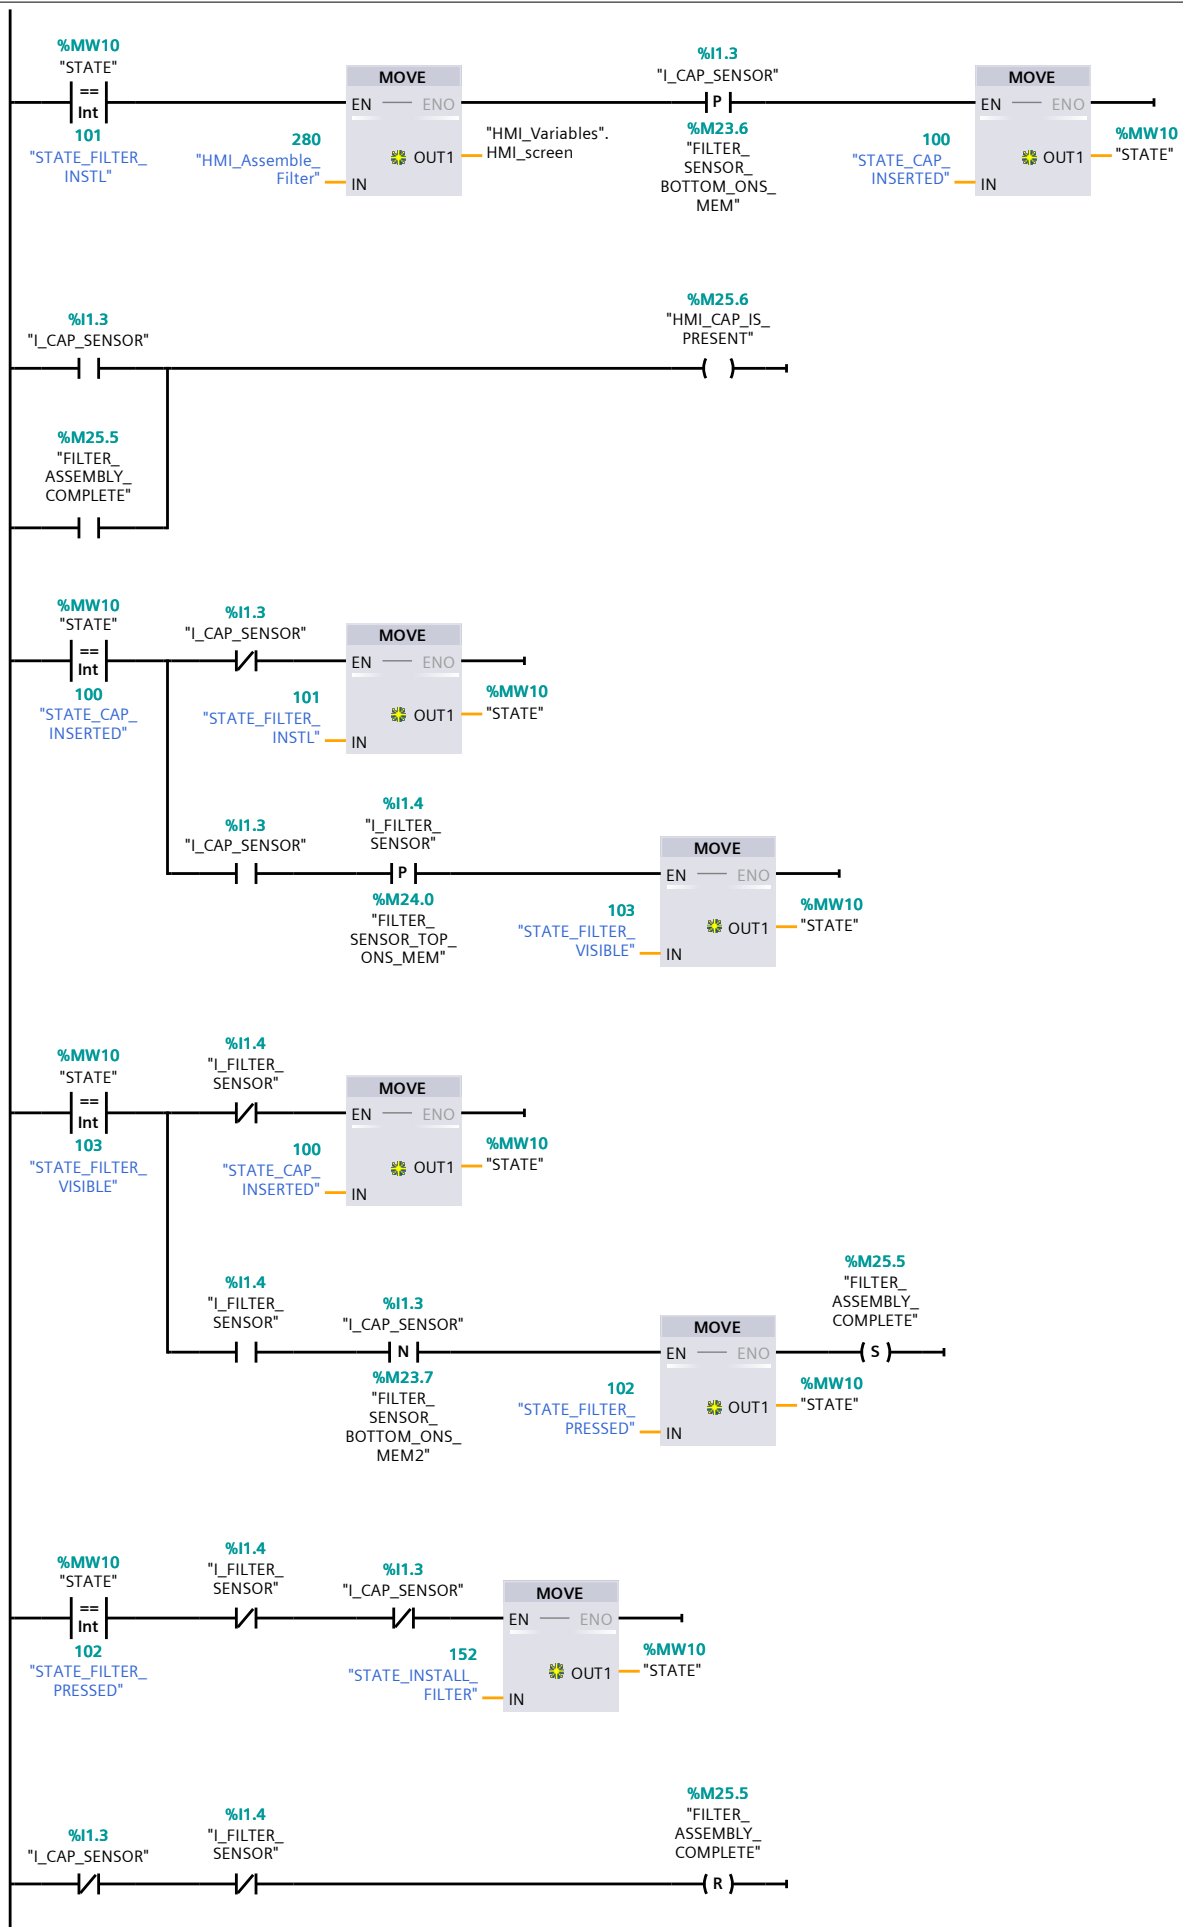 %MW10
"STATE"
==
Int
101
"STATE_FILTER_
INSTL"
MOVE
EN
ENO
280
"HMI_Assemble_
Filter"
IN
OUT1
"HMI_Variables".
HMI_screen
%I1.3
"I_CAP_SENSOR"
P
%M23.6
"FILTER_
SENSOR_
BOTTOM_ONS_
MEM"
MOVE
EN
ENO
100
"STATE_CAP_
INSERTED"
IN
OUT1
%MW10
"STATE"
%I1.3
"I_CAP_SENSOR"
%M25.6
"HMI_CAP_IS_
PRESENT"
%M25.5
"FILTER_
ASSEMBLY_
COMPLETE"
%MW10
"STATE"
==
Int
100
"STATE_CAP_
INSERTED"
%I1.3
"I_CAP_SENSOR"
MOVE
EN
ENO
101
"STATE_FILTER_
INSTL"
IN
OUT1
%MW10
"STATE"
%I1.3
"I_CAP_SENSOR"
%I1.4
"I_FILTER_
SENSOR"
P
%M24.0
"FILTER_
SENSOR_TOP_
ONS_MEM"
MOVE
EN
ENO
103
"STATE_FILTER_
VISIBLE"
IN
OUT1
%MW10
"STATE"
%MW10
"STATE"
==
Int
103
"STATE_FILTER_
VISIBLE"
%I1.4
"I_FILTER_
SENSOR"
MOVE
EN
ENO
100
"STATE_CAP_
INSERTED"
IN
OUT1
%MW10
"STATE"
%I1.4
"I_FILTER_
SENSOR"
%I1.3
"I_CAP_SENSOR"
N
%M23.7
"FILTER_
SENSOR_
BOTTOM_ONS_
MEM2"
MOVE
EN
ENO
102
"STATE_FILTER_
PRESSED"
IN
OUT1
%MW10
"STATE"
%M25.5
"FILTER_
ASSEMBLY_
COMPLETE"
S
%MW10
"STATE"
==
Int
102
"STATE_FILTER_
PRESSED"
%I1.4
"I_FILTER_
SENSOR"
%I1.3
"I_CAP_SENSOR"
MOVE
EN
ENO
152
"STATE_INSTALL_
FILTER"
IN
OUT1
%MW10
"STATE"
%I1.3
"I_CAP_SENSOR"
%I1.4
"I_FILTER_
SENSOR"
%M25.5
"FILTER_
ASSEMBLY_
COMPLETE"
R